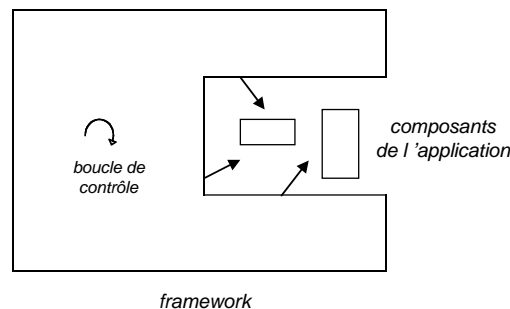 composants
de l 'application
boucle de
contrôle
framework